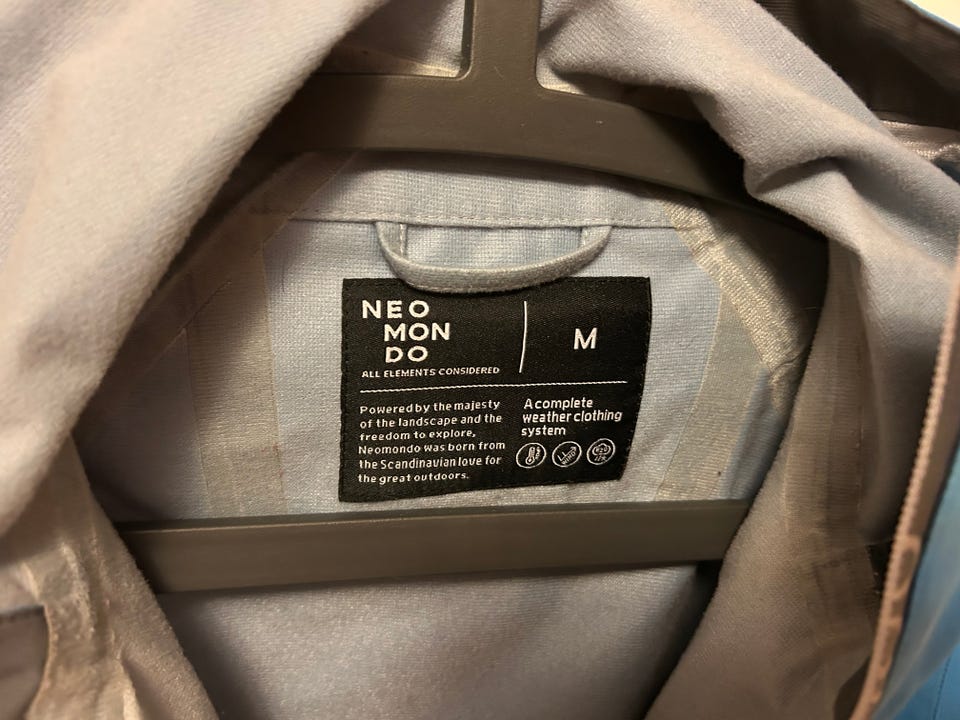 NEO
MON
DO
ALL ELEMENTS CONSIDERED
M
Powered by the majesty
of the landscape and the
freedom to explore,
Neomondo was born from
the Scandinavian love for
the great outdoors.
A complete
weather clothing
system